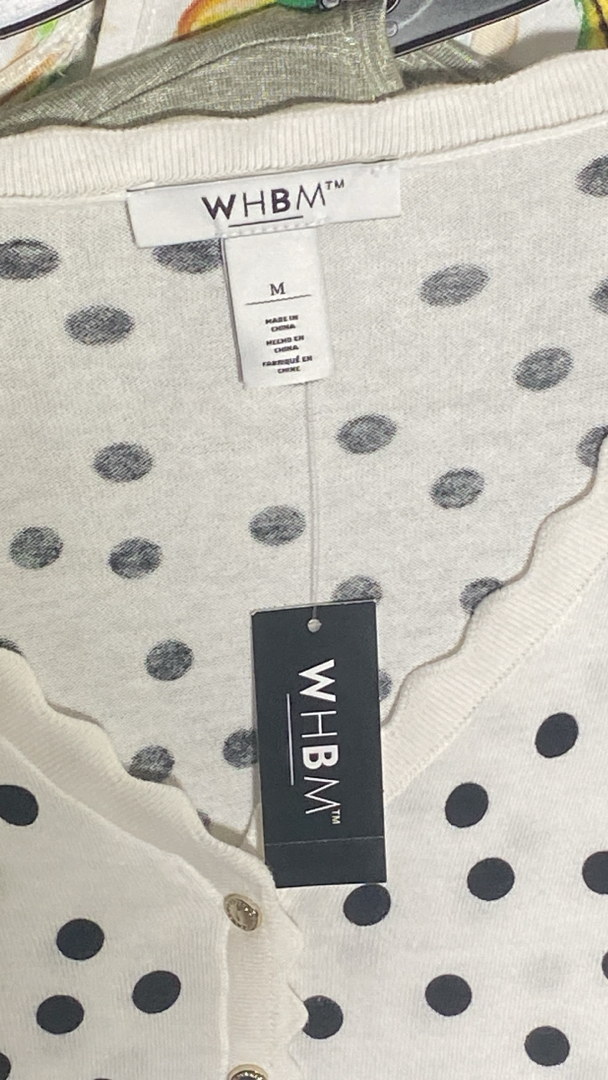 WHBM™
M
MADE IN
CHINA
HECHO EN
CHINA
FABRIQUÉ EN
CHINE
WHBM™